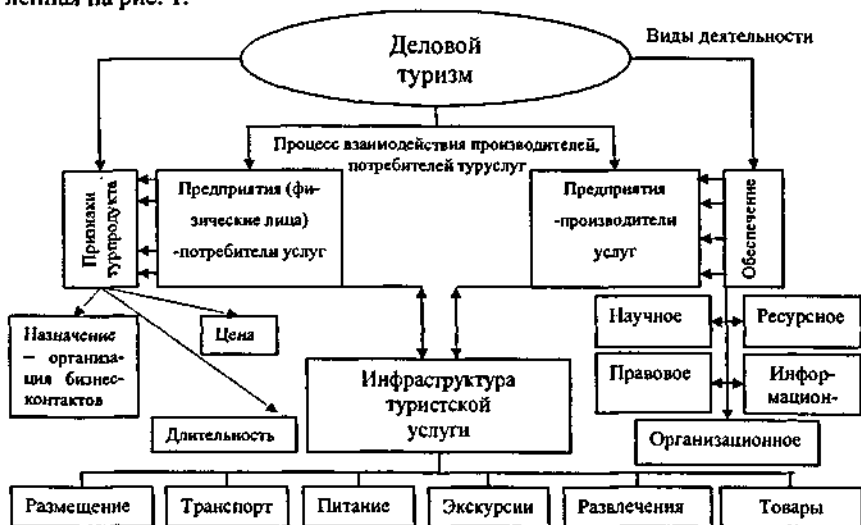 ленная на рис. 1.
Деловой
туризм
Виды деятельности
Процесс взаимодействия производителей,
потребителей туруслуг
Признаки
турпродукта
Предприятия (фи-
зические лица)
-потребители услуг
Предприятия
-производители
услуг
Обеспечение
Назначение
– организа-
ция бизнес-
контактов
Цена
Длительность
Инфраструктура
туристской
услуги
Научное
Ресурсное
Правовое
Инфор-
мацион-
Организационное
Размещение
Транспорт
Питание
Экскурсии
Развлечения
Товары